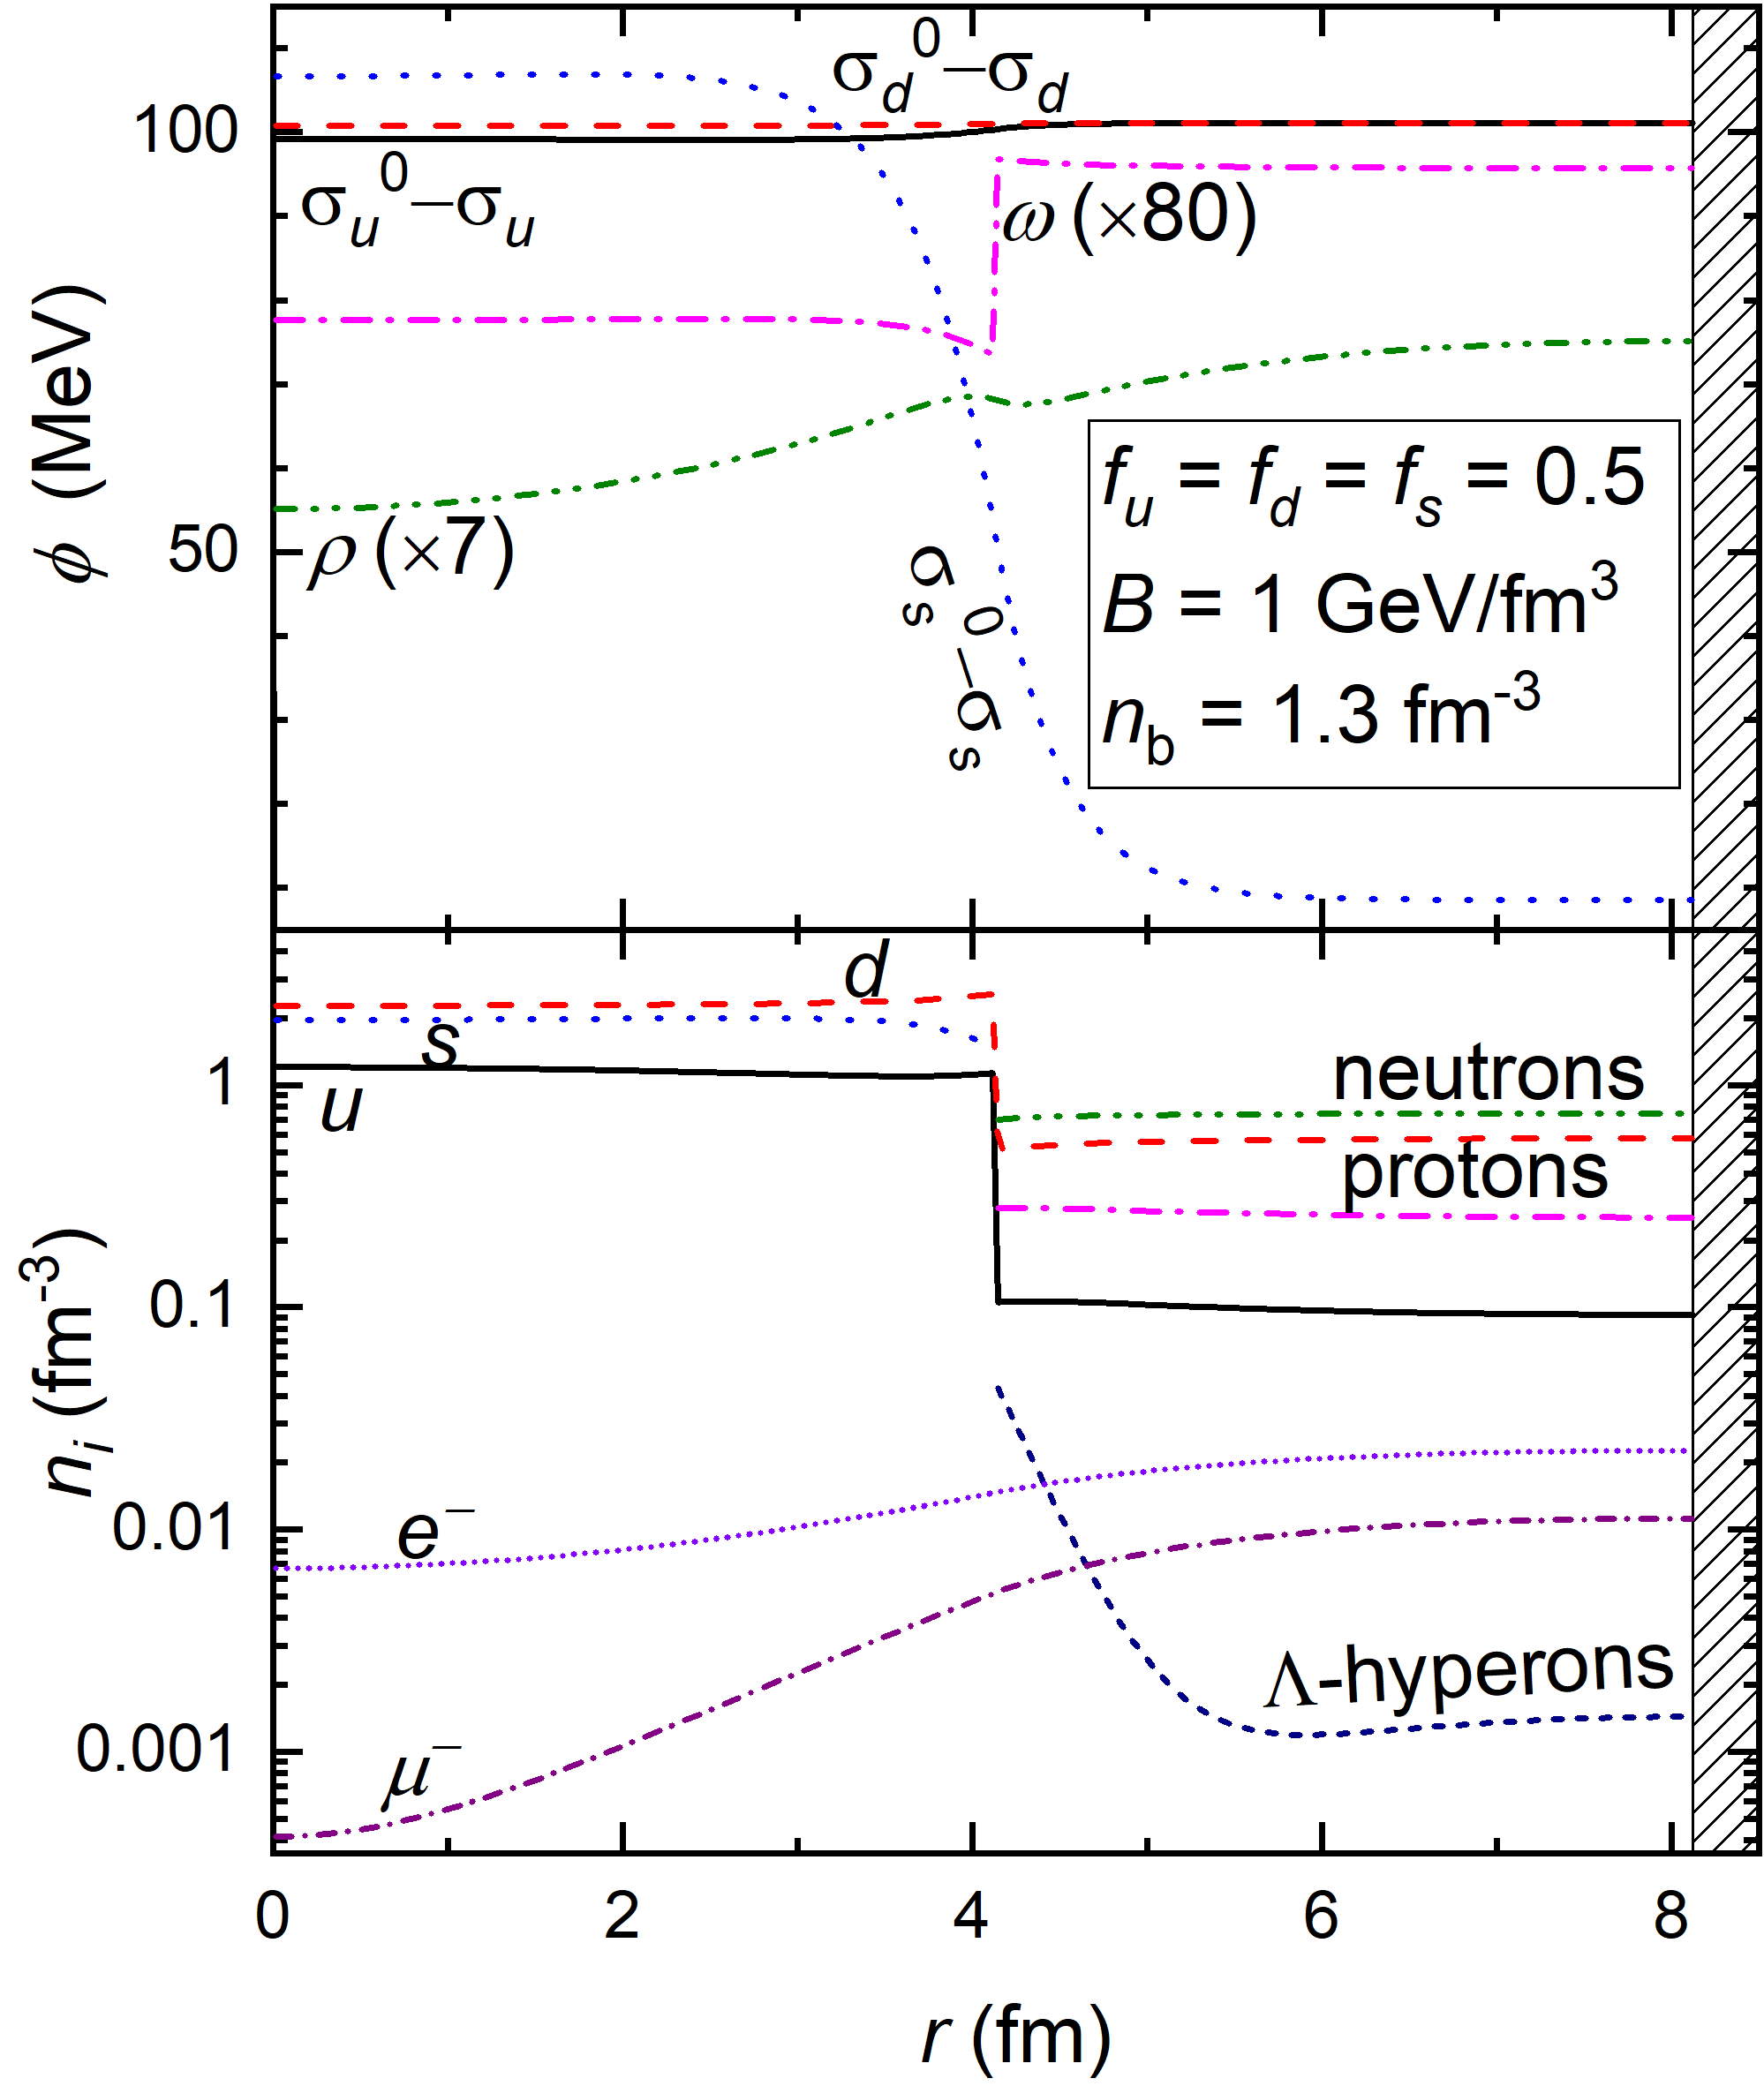 σd⁰–σd
100
σu⁰–σu
ω (×80)
ϕ (MeV)
fu = fd = fs = 0.5
50
ρ (×7)
σs⁰–σs
B = 1 GeV/fm³
nb = 1.3 fm⁻³
d
s
1
u
neutrons
protons
0.1
ni (fm⁻³)
0.01
e⁻
Λ-hyperons
0.001
μ⁻
0 2 4 6 8
r (fm)